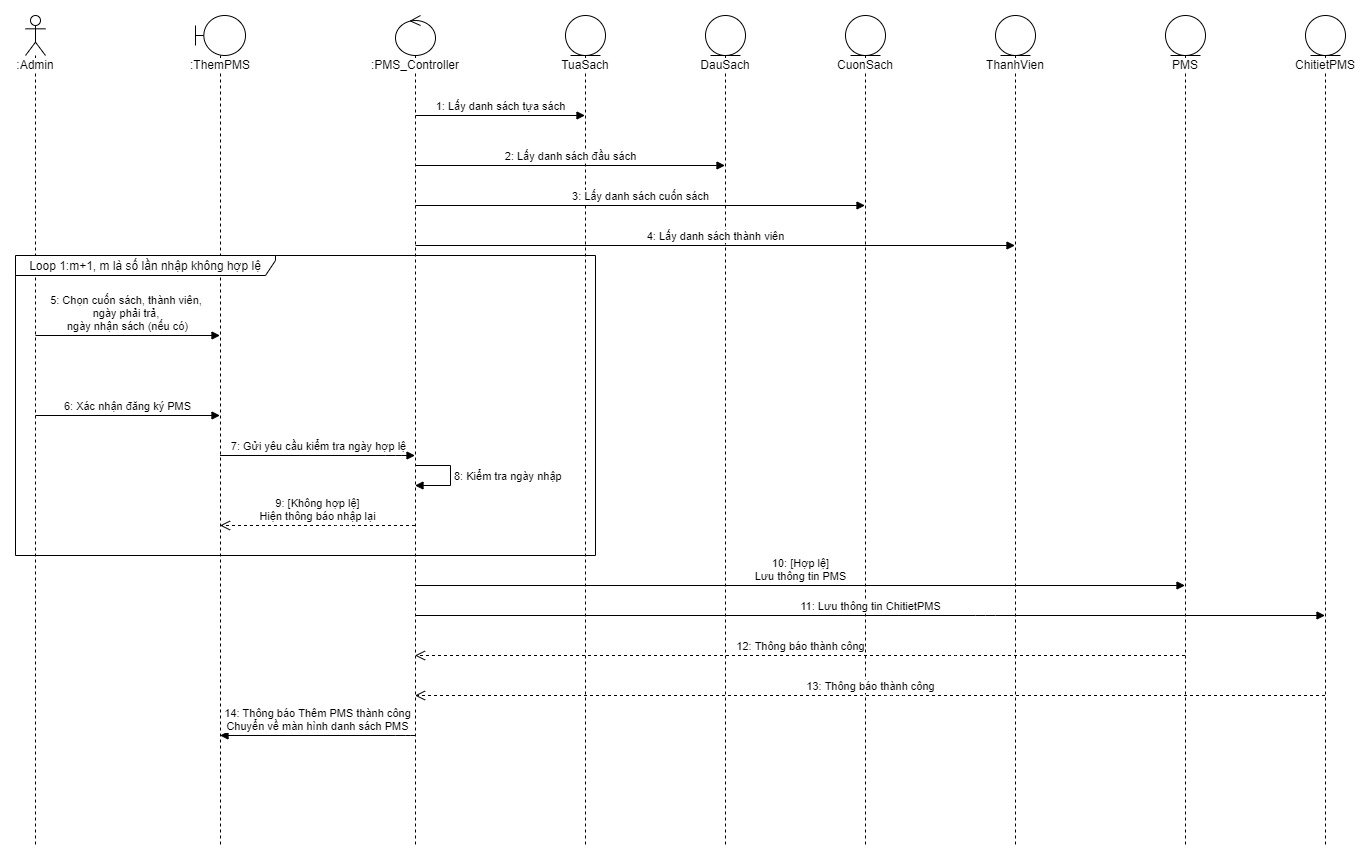 :Admin
:ThemPMS
:PMS_Controller
TuaSach
DauSach
CuonSach
ThanhVien
PMS
ChitietPMS
1: Lấy danh sách tựa sách
2: Lấy danh sách đầu sách
3: Lấy danh sách cuốn sách
4: Lấy danh sách thành viên
Loop 1:m+1, m là số lần nhập không hợp lệ
5: Chọn cuốn sách, thành viên,
ngày phải trả,
ngày nhận sách (nếu có)
6: Xác nhận đăng ký PMS
7: Gửi yêu cầu kiểm tra ngày hợp lệ
8: Kiểm tra ngày nhập
9: [Không hợp lệ]
Hiện thông báo nhập lại
10: [Hợp lệ]
Lưu thông tin PMS
11: Lưu thông tin ChitietPMS
12: Thông báo thành công
13: Thông báo thành công
14: Thông báo Thêm PMS thành công
Chuyển về màn hình danh sách PMS